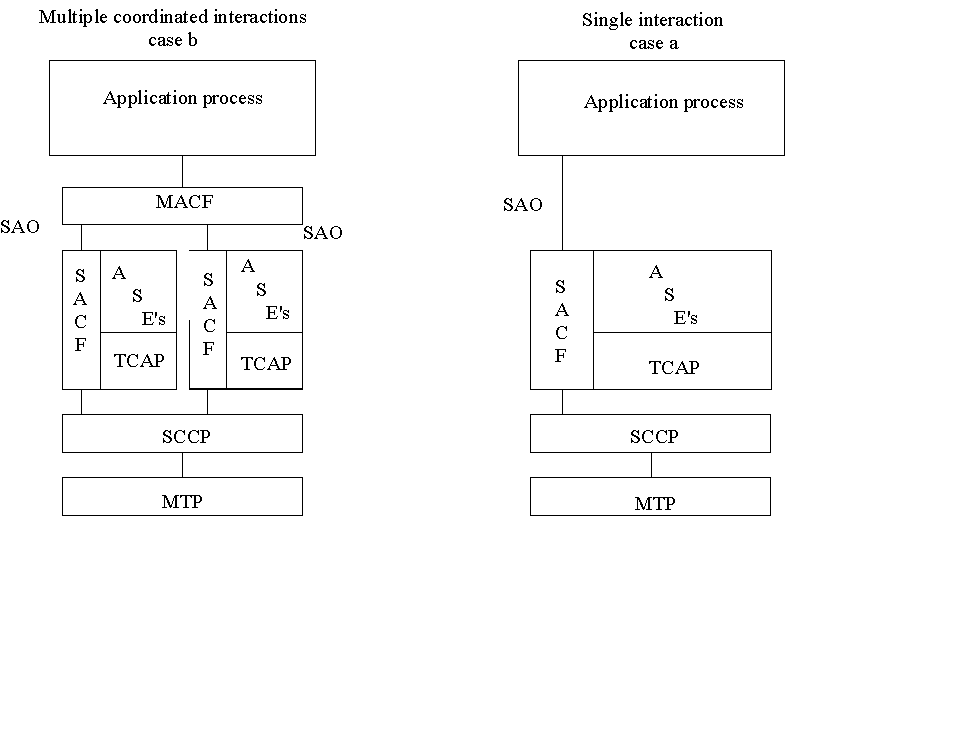 Multiple coordinated interactions
case b
Application process
MACF
SAO
SAO
S
A
C
F
A
S
E's
TCAP
S
A
C
F
A
S
E's
TCAP
SCCP
MTP
Single interaction
case a
Application process
SAO
S
A
C
F
A
S
E's
TCAP
SCCP
MTP